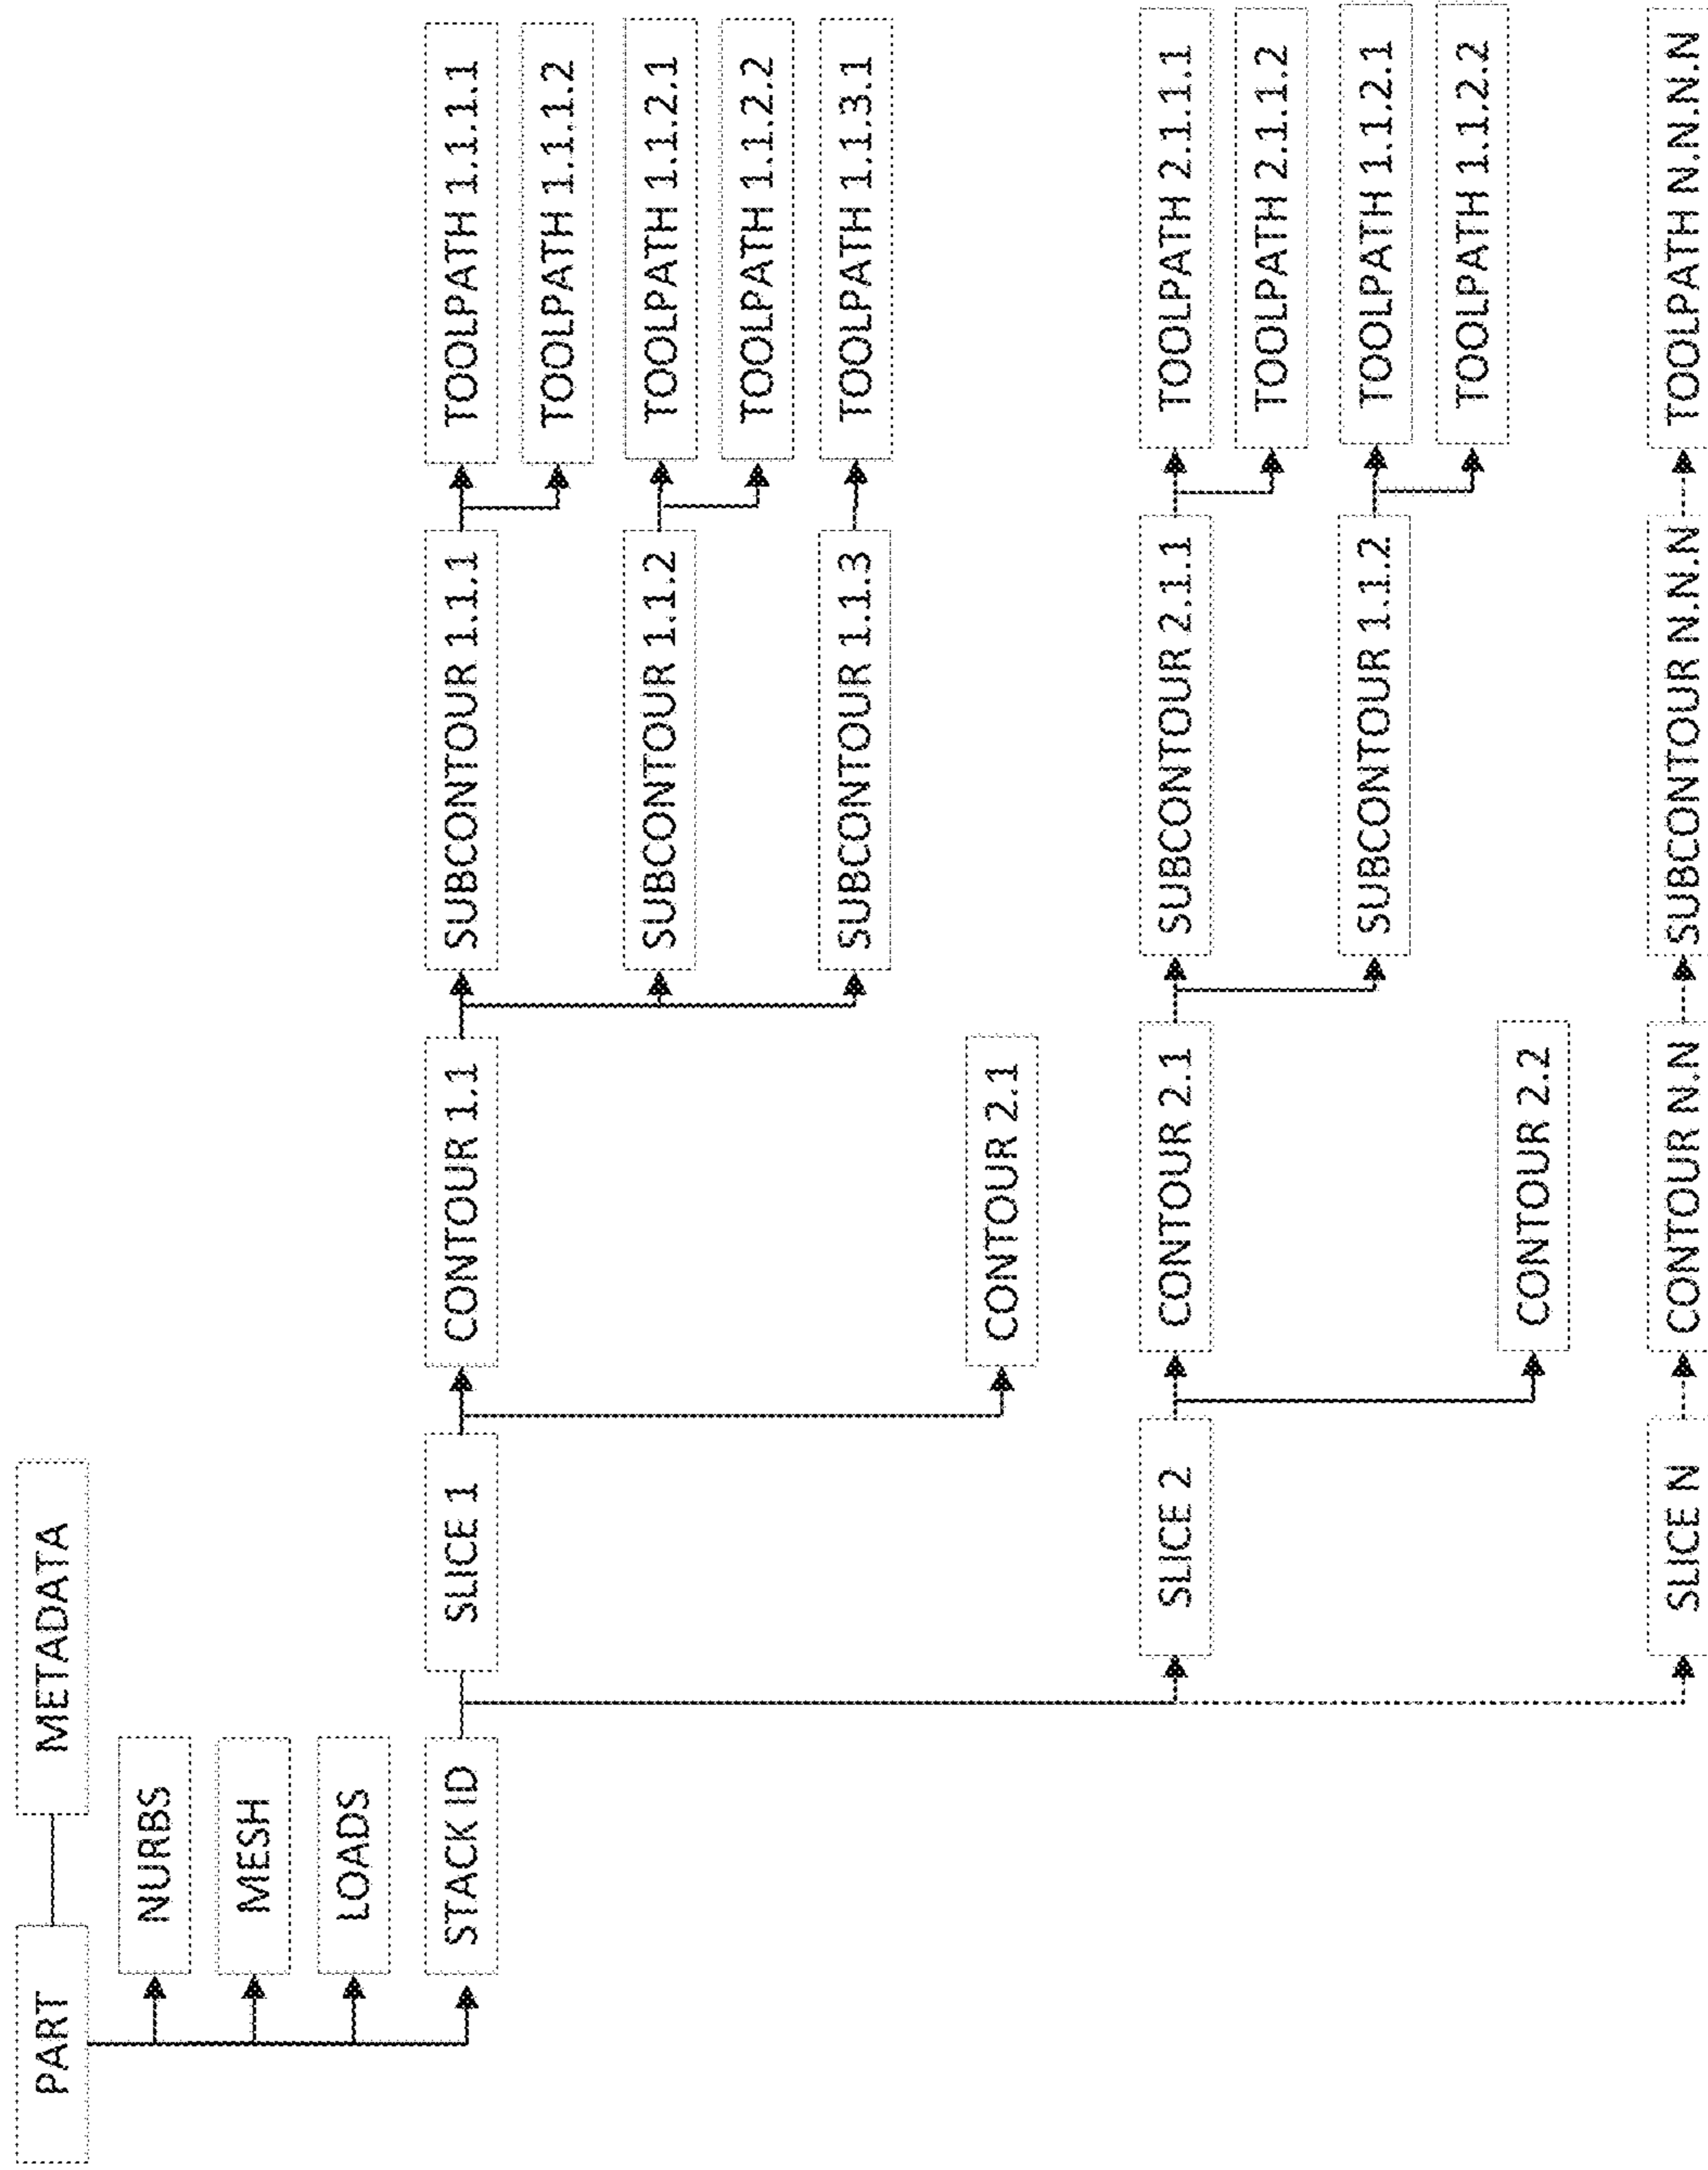 PART
METADATA
NURBS
MESH
LOADS
STACK ID
SLICE 1
CONTOUR 1.1
SUBCONTOUR 1.1.1
TOOLPATH 1.1.1.1
TOOLPATH 1.1.1.2
SUBCONTOUR 1.1.2
TOOLPATH 1.1.2.1
TOOLPATH 1.1.2.2
SUBCONTOUR 1.1.3
TOOLPATH 1.1.3.1
CONTOUR 2.1
SLICE 2
CONTOUR 2.1
SUBCONTOUR 2.1.1
TOOLPATH 2.1.1.1
TOOLPATH 2.1.1.2
SUBCONTOUR 1.1.2
TOOLPATH 1.1.2.1
TOOLPATH 1.1.2.2
CONTOUR 2.2
SLICE N
CONTOUR N.N
SUBCONTOUR N.N.N
TOOLPATH N.N.N.N